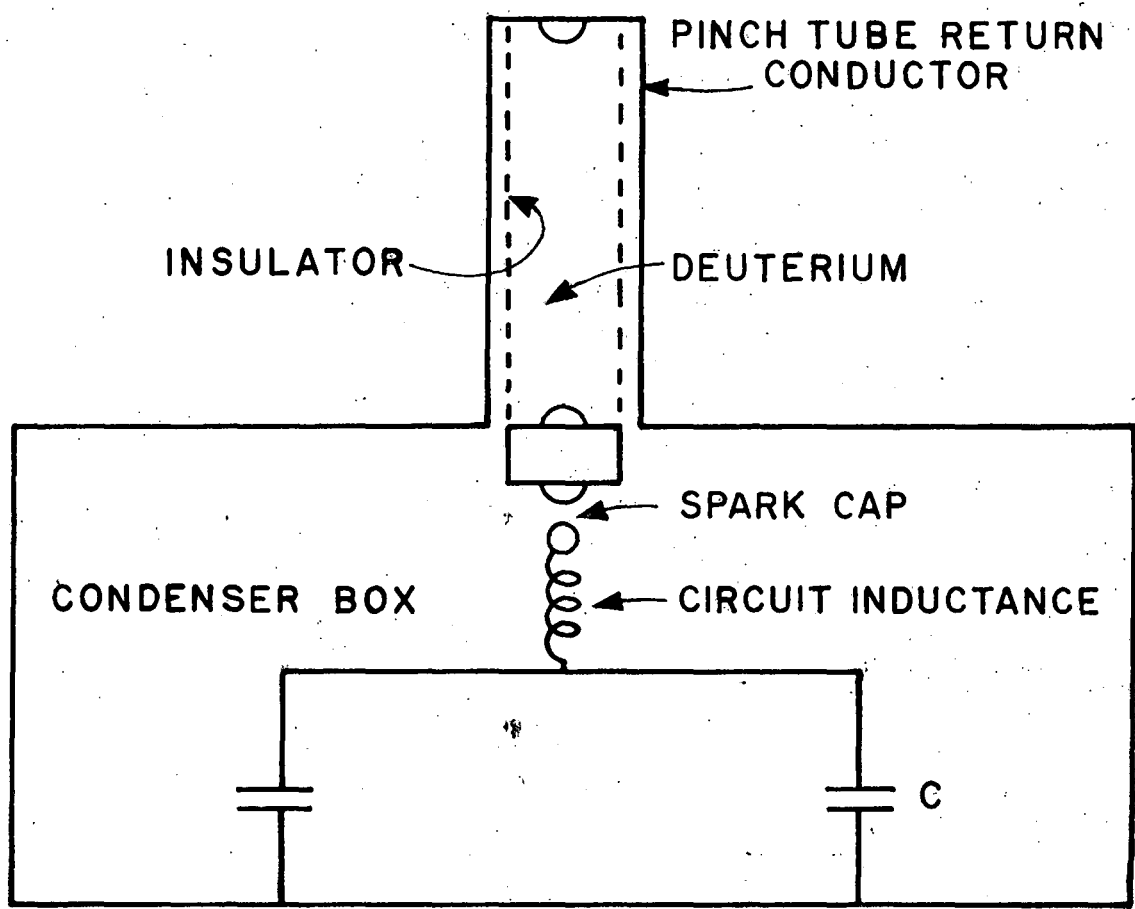 PINCH TUBE RETURN
CONDUCTOR
INSULATOR
DEUTERIUM
SPARK CAP
CONDENSER BOX
CIRCUIT INDUCTANCE
C